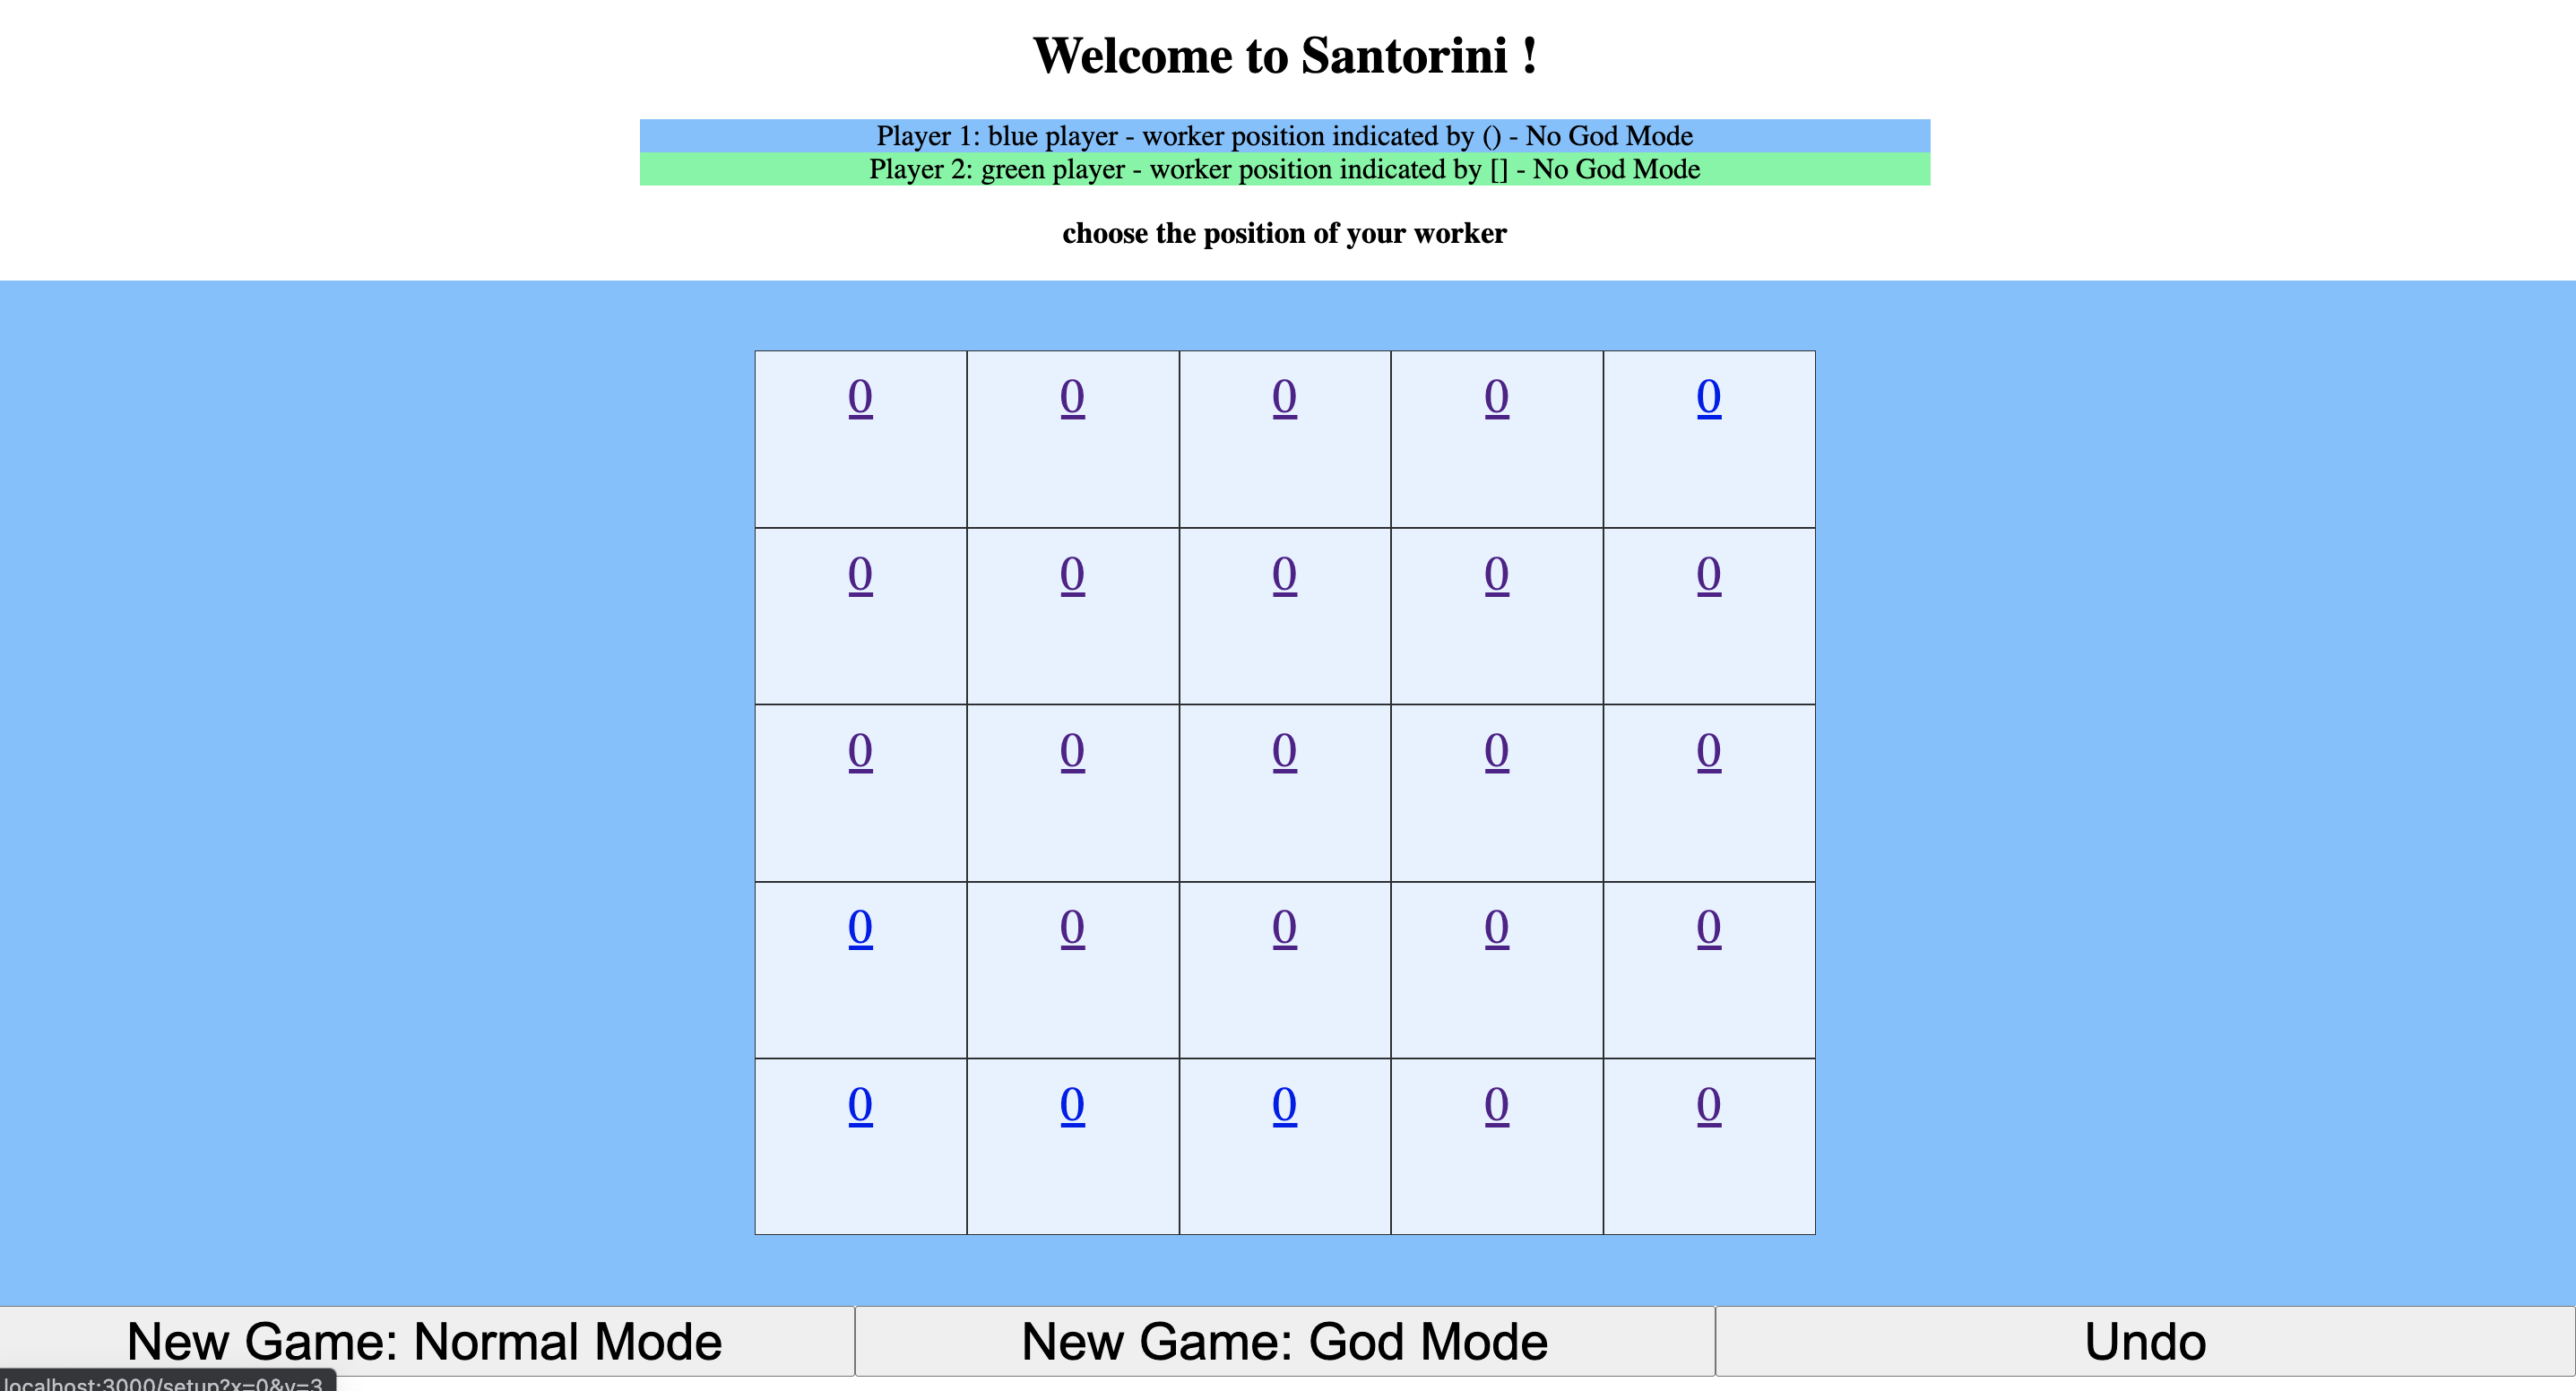 Welcome to Santorini !
Player 1: blue player - worker position indicated by () - No God Mode
Player 2: green player - worker position indicated by [] - No God Mode
choose the position of your worker
0 0 0 0 0
0 0 0 0 0
0 0 0 0 0
0 0 0 0 0
0 0 0 0 0
New Game: Normal Mode New Game: God Mode Undo
localhost:3000/setup?x=0&y=3